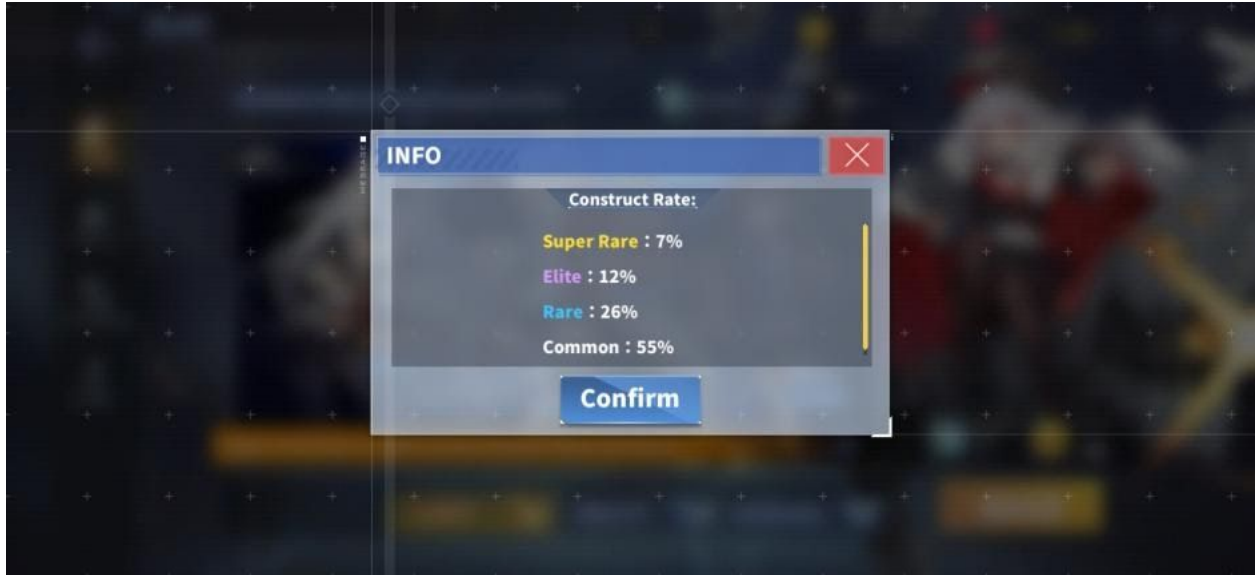 INFO
Construct Rate:
Super Rare：7%
Elite：12%
Rare：26%
Common：55%
Confirm